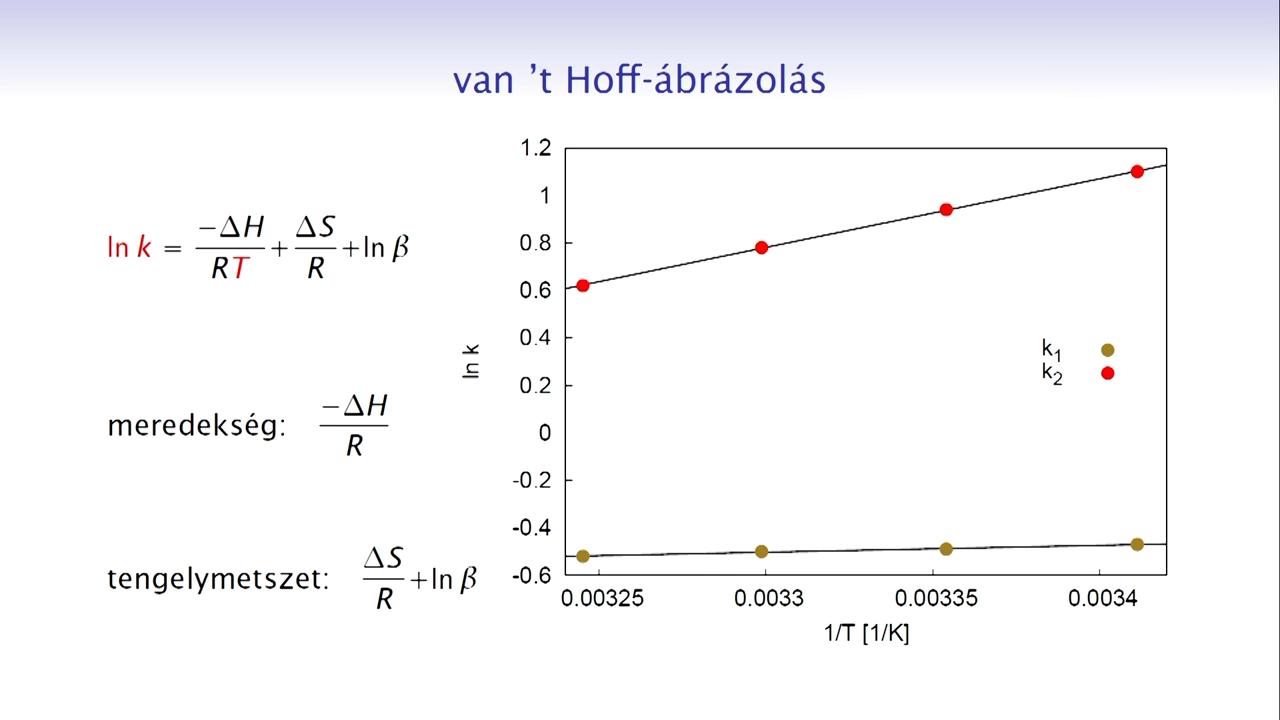 van ’t Hoff-ábrázolás
ln k = −ΔH/RT + ΔS/R + ln β
meredekség: −ΔH/R
tengelymetszet: ΔS/R + ln β
1.2
1
0.8
0.6
0.4
0.2
0
-0.2
-0.4
-0.6
ln k
k₁
k₂
0.00325 0.0033 0.00335 0.0034
1/T [1/K]